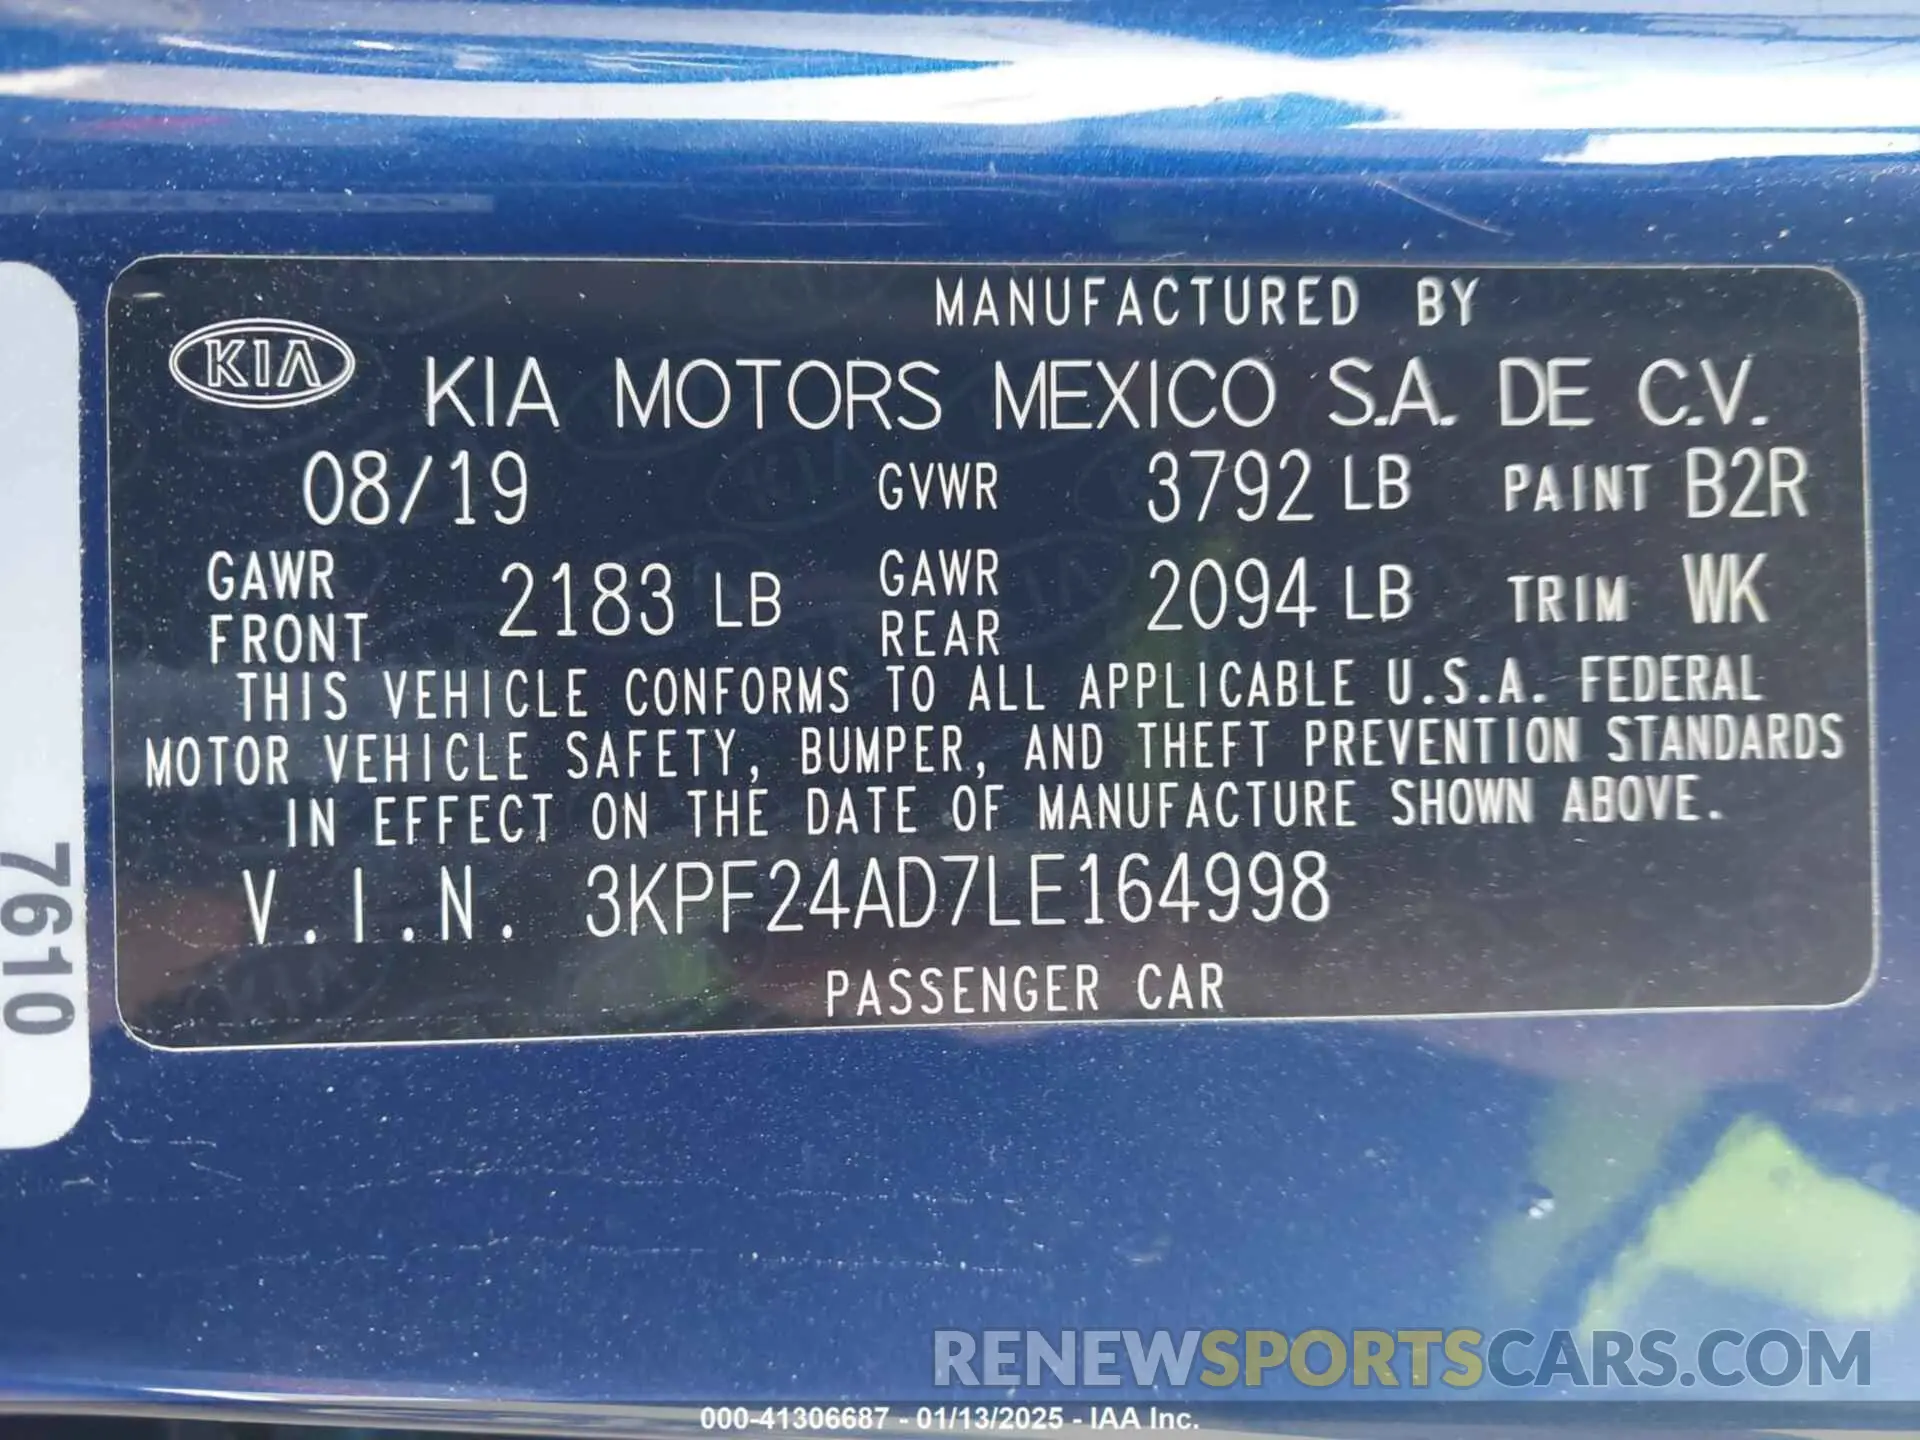 MANUFACTURED BY
KIA KIA MOTORS MEXICO S.A. DE C.V.
08/19 GVWR 3792 LB PAINT B2R
GAWR FRONT 2183 LB GAWR REAR 2094 LB TRIM WK
THIS VEHICLE CONFORMS TO ALL APPLICABLE U.S.A. FEDERAL
MOTOR VEHICLE SAFETY, BUMPER, AND THEFT PREVENTION STANDARDS
IN EFFECT ON THE DATE OF MANUFACTURE SHOWN ABOVE.
V.I.N. 3KPF24AD7LE164998
PASSENGER CAR
7610
RENEWSPORTSCARS.COM
000-41306687 - 01/13/2025 - IAA Inc.